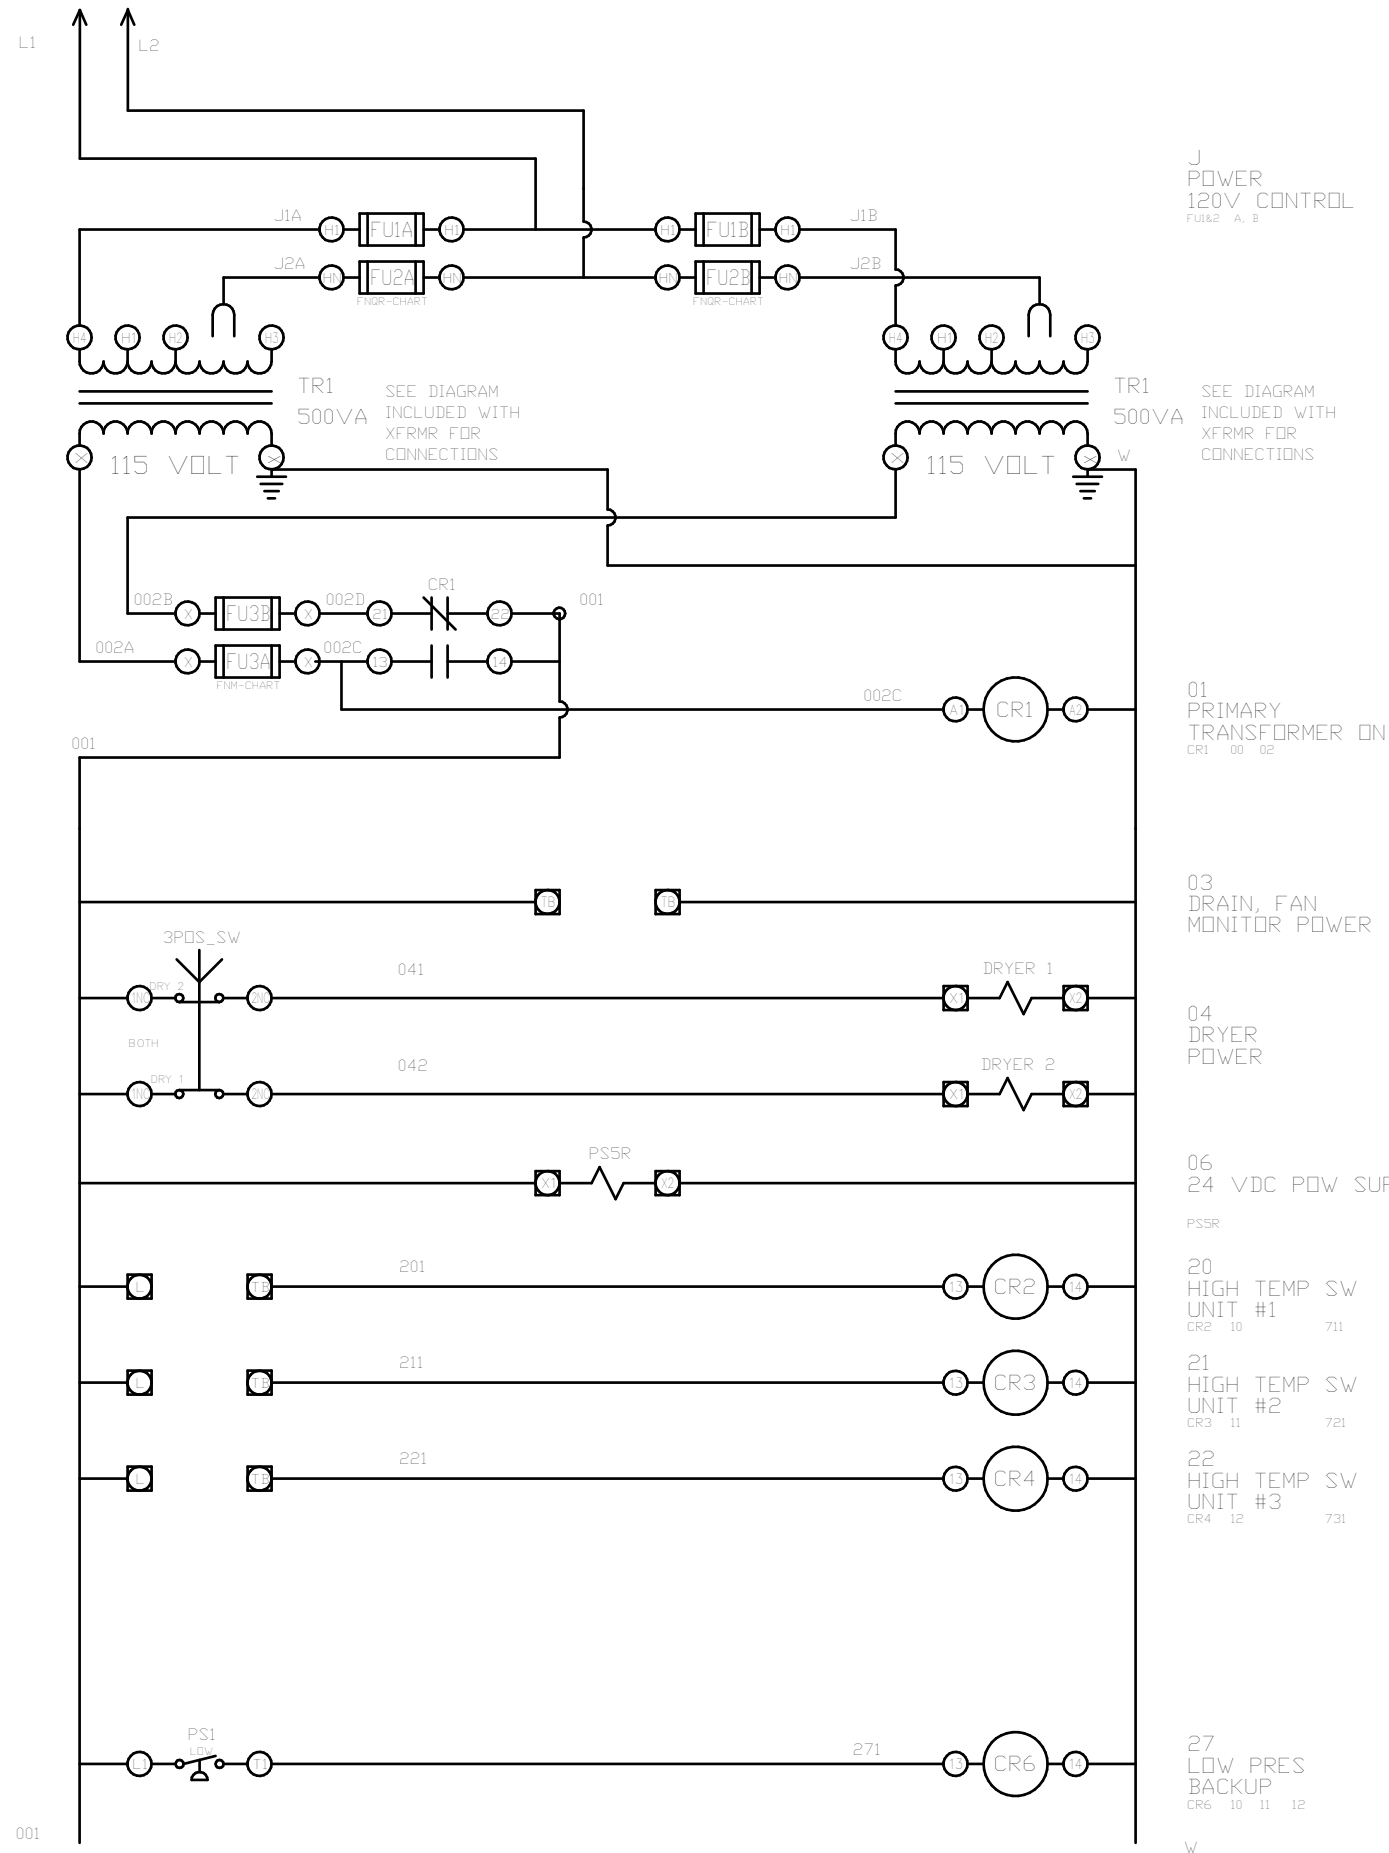 L1
L2
J
POWER
120V CONTROL
FU1&2 A, B
J1A
H1
FU1A
H1
H1
FU1B
H1
J1B
J2A
HN
FU2A
HN
HN
FU2B
HN
J2B
FNQR-CHART
FNQR-CHART
H4
H1
H2
H3
H4
H1
H2
H3
TR1
500VA
SEE DIAGRAM
INCLUDED WITH
XFRMR FOR
CONNECTIONS
TR1
500VA
SEE DIAGRAM
INCLUDED WITH
XFRMR FOR
CONNECTIONS
X
115 VOLT
X
X
115 VOLT
X
W
CR1
002B
X
FU3B
X
002D
21
22
001
002A
X
FU3A
X
002C
13
14
FNM-CHART
002C
A1
CR1
A2
01
PRIMARY
TRANSFORMER ON
CR1 00 02
001
TB
TB
03
DRAIN, FAN
MONITOR POWER
3POS_SW
DRY 2
1NC
2NC
041
DRYER 1
X1
X2
04
DRYER
POWER
BOTH
DRY 1
1NC
2NC
042
DRYER 2
X1
X2
PS5R
X1
X2
06
24 VDC POW SUP
PS5R
L
TB
201
13
CR2
14
20
HIGH TEMP SW
UNIT #1
CR2 10 711
L
TB
211
13
CR3
14
21
HIGH TEMP SW
UNIT #2
CR3 11 721
L
TB
221
13
CR4
14
22
HIGH TEMP SW
UNIT #3
CR4 12 731
PS1
LOW
L1
T1
271
13
CR6
14
27
LOW PRES
BACKUP
CR6 10 11 12
001
W